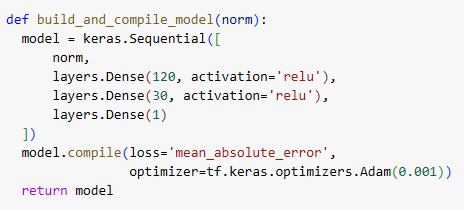 def build_and_compile_model(norm):
  model = keras.Sequential([
      norm,
      layers.Dense(120, activation='relu'),
      layers.Dense(30, activation='relu'),
      layers.Dense(1)
  ])
  model.compile(loss='mean_absolute_error',
                optimizer=tf.keras.optimizers.Adam(0.001))
  return model